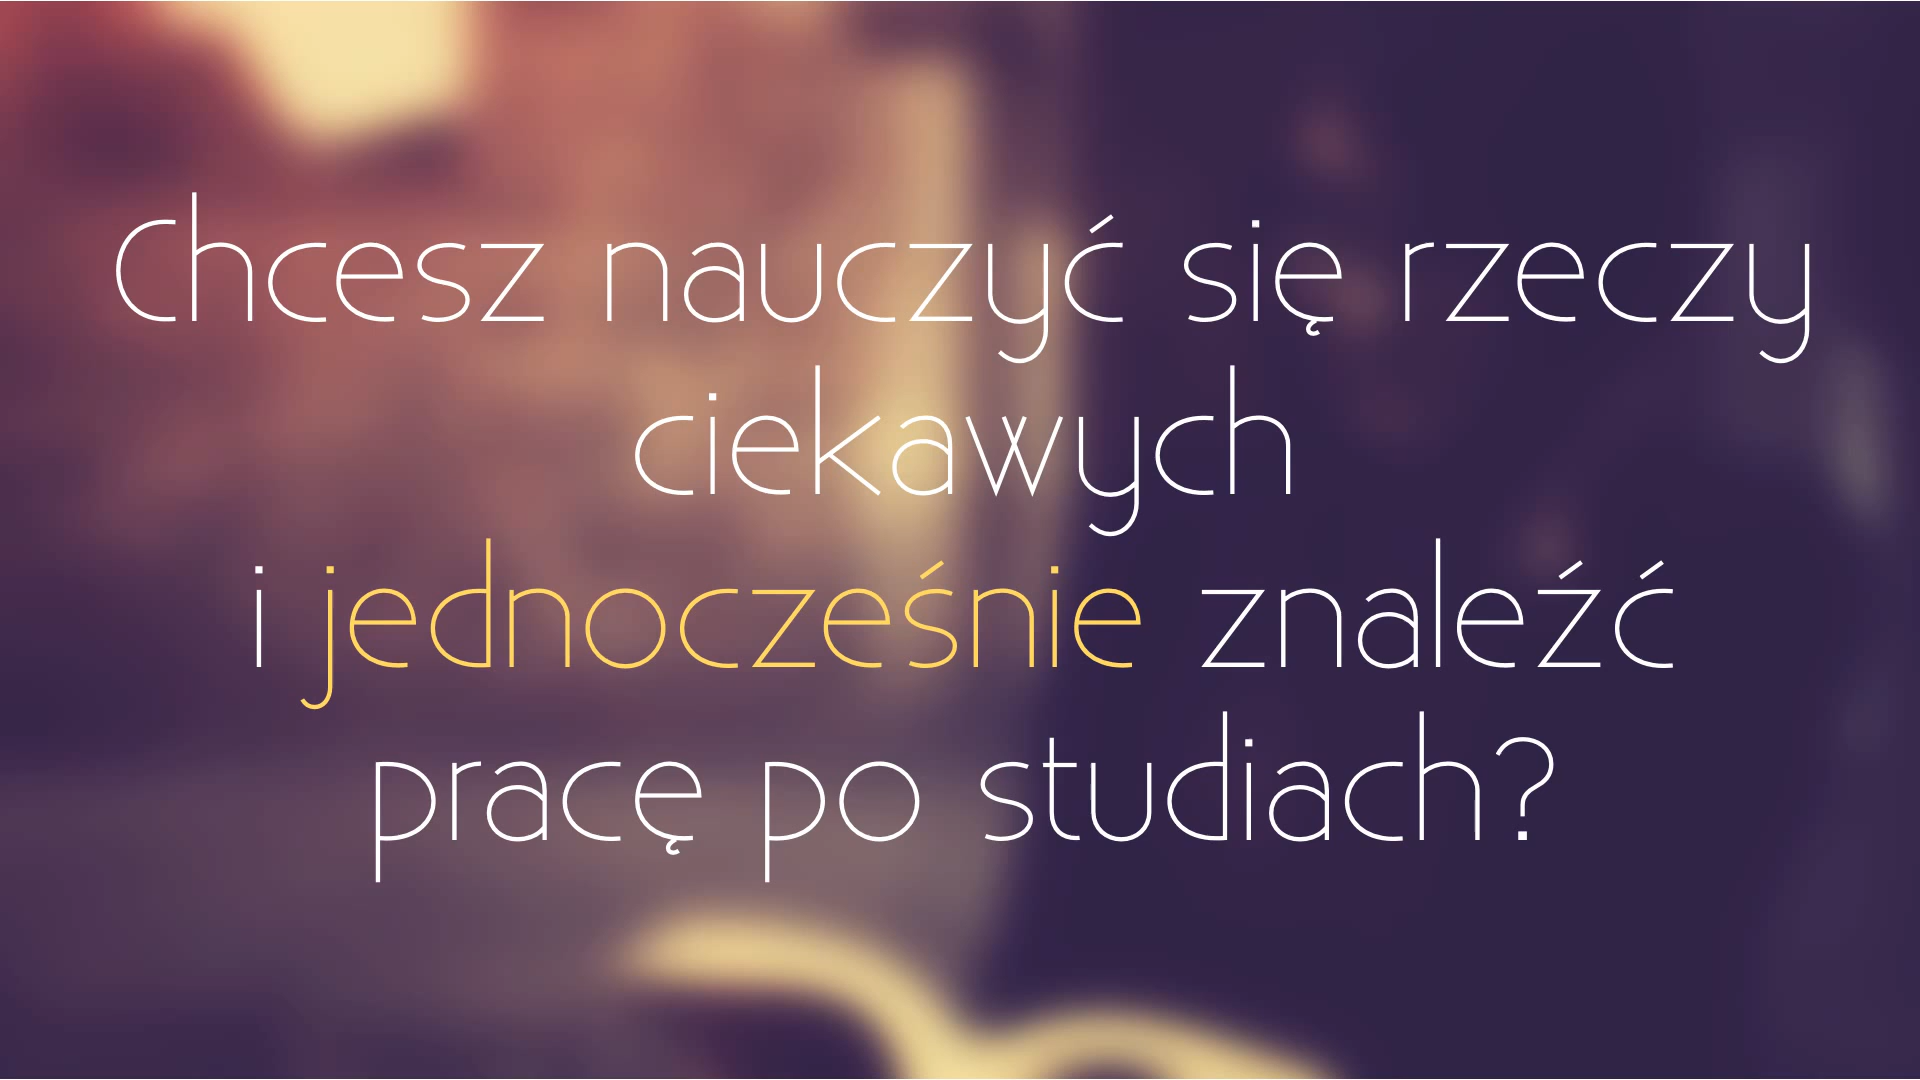 Chcesz nauczyć się rzeczy
ciekawych
i jednocześnie znaleźć
pracę po studiach?